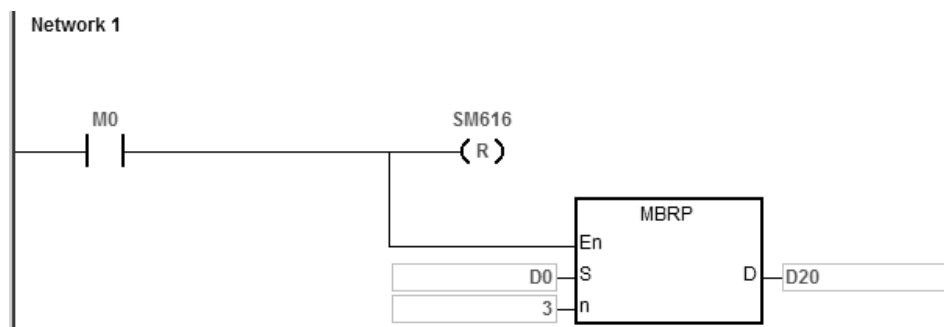 Network 1
M0 SM616
( R )
MBRP
En
D0 S D D20
3 n